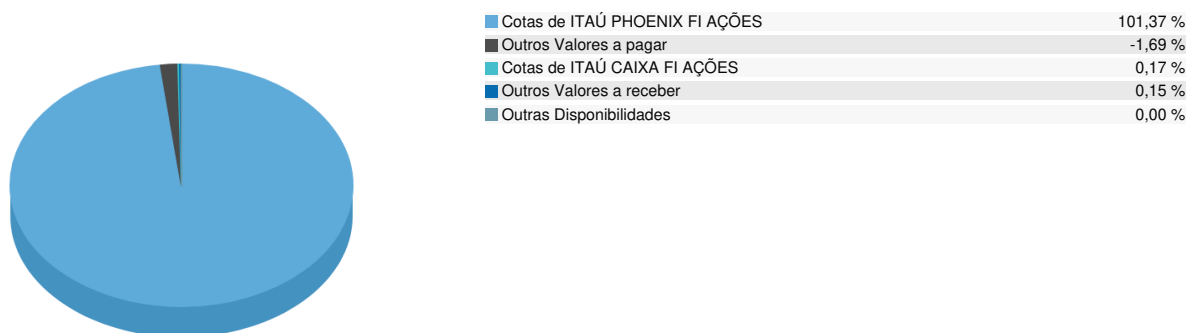 Cotas de ITAÚ PHOENIX FI AÇÕES 101,37 %
Outros Valores a pagar -1,69 %
Cotas de ITAÚ CAIXA FI AÇÕES 0,17 %
Outros Valores a receber 0,15 %
Outras Disponibilidades 0,00 %